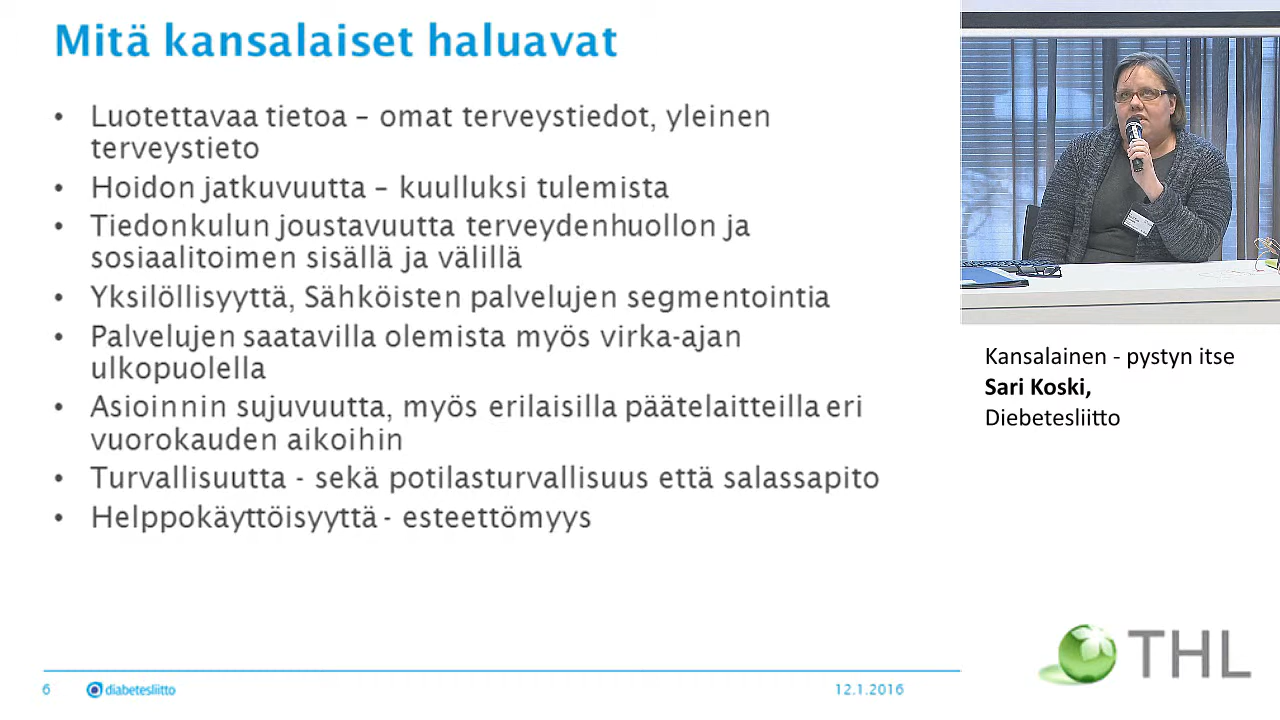 Mitä kansalaiset haluavat
• Luotettavaa tietoa – omat terveystiedot, yleinen
terveystieto
• Hoidon jatkuvuutta – kuulluksi tulemista
• Tiedonkulun joustavuutta terveydenhuollon ja
sosiaalitoimen sisällä ja välillä
• Yksilöllisyyttä, Sähköisten palvelujen segmentointia
• Palvelujen saatavilla olemista myös virka-ajan
ulkopuolella
• Asioinnin sujuvuutta, myös erilaisilla päätelaitteilla eri
vuorokauden aikoihin
• Turvallisuutta - sekä potilasturvallisuus että salassapito
• Helppokäyttöisyyttä - esteettömyys
6
diabetesliitto
12.1.2016
Kansalainen - pystyn itse
Sari Koski,
Diebetesliitto
THL